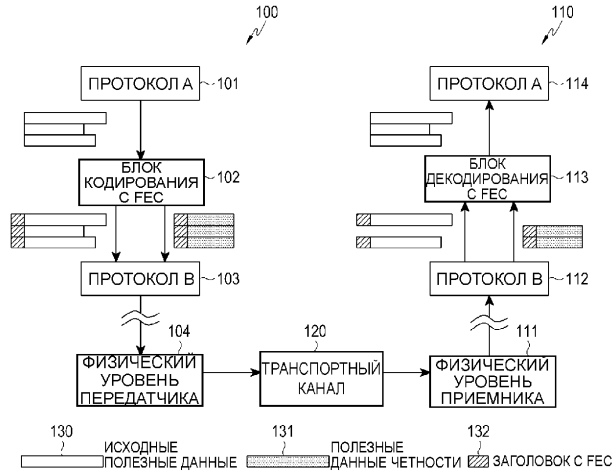 100
110
ПРОТОКОЛ А
101
ПРОТОКОЛ А
114
БЛОК
КОДИРОВАНИЯ
С FEC
102
БЛОК
ДЕКОДИРОВАНИЯ
С FEC
113
ПРОТОКОЛ В
103
ПРОТОКОЛ В
112
104
120
111
ФИЗИЧЕСКИЙ
УРОВЕНЬ
ПЕРЕДАТЧИКА
ТРАНСПОРТНЫЙ
КАНАЛ
ФИЗИЧЕСКИЙ
УРОВЕНЬ
ПРИЕМНИКА
130
ИСХОДНЫЕ
ПОЛЕЗНЫЕ ДАННЫЕ
131
ПОЛЕЗНЫЕ
ДАННЫЕ ЧЕТНОСТИ
132
ЗАГОЛОВОК С FEC